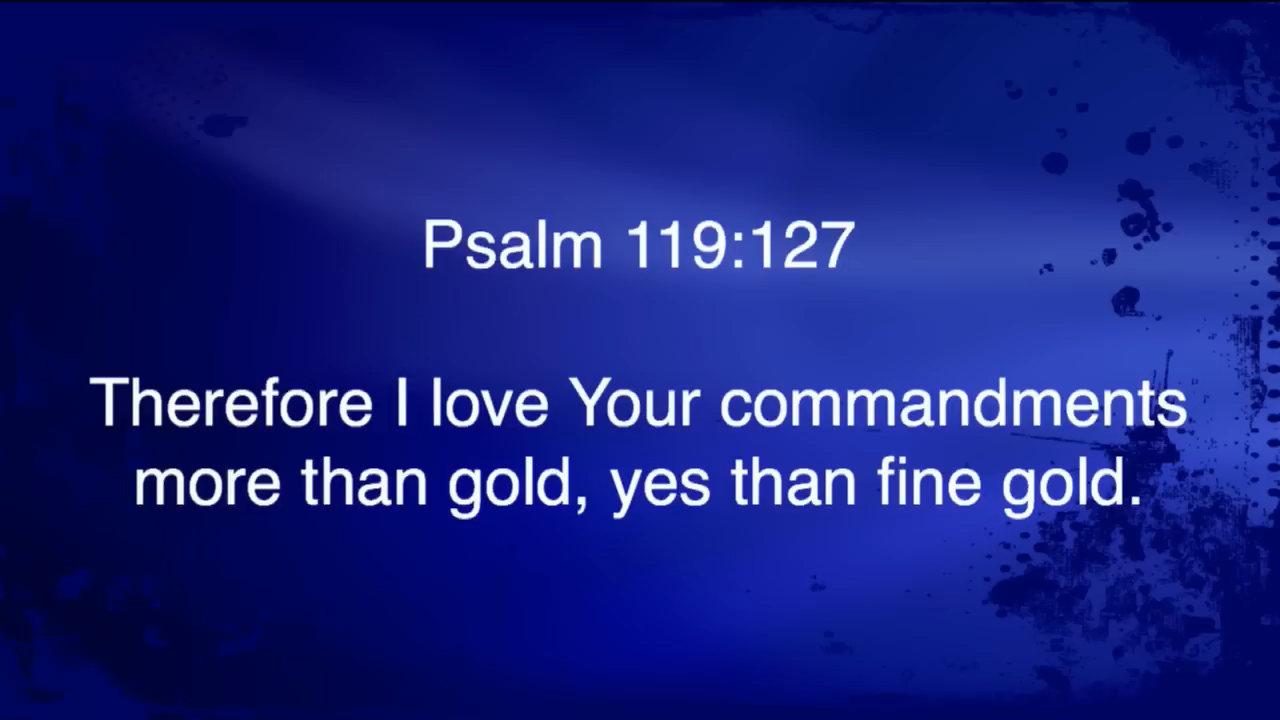 Psalm 119:127
Therefore I love Your commandments
more than gold, yes than fine gold.